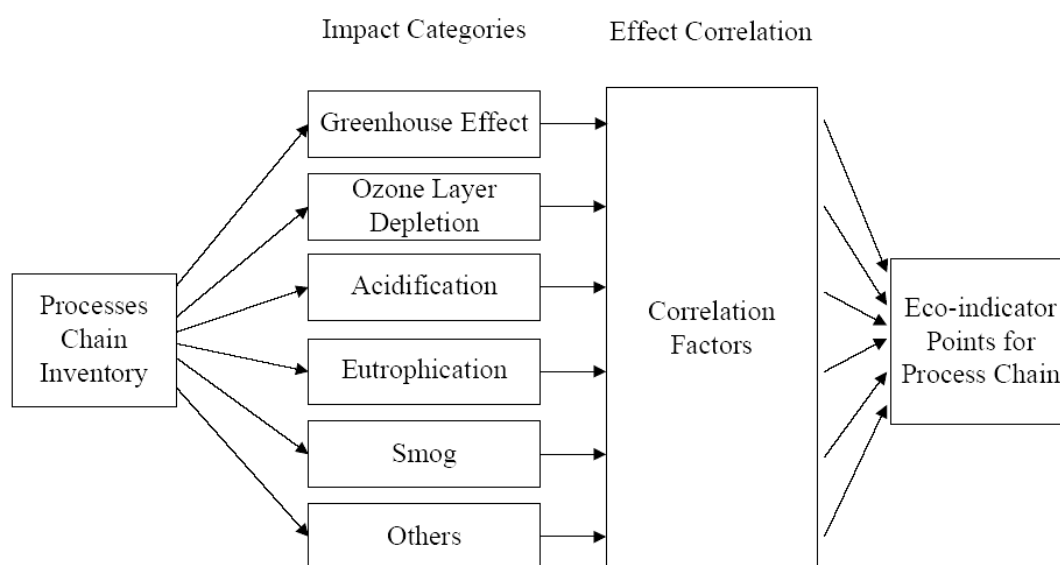 Impact Categories
Effect Correlation
Greenhouse Effect
Ozone Layer
Depletion
Acidification
Eutrophication
Smog
Others
Processes
Chain
Inventory
Correlation
Factors
Eco-indicator
Points for
Process Chain